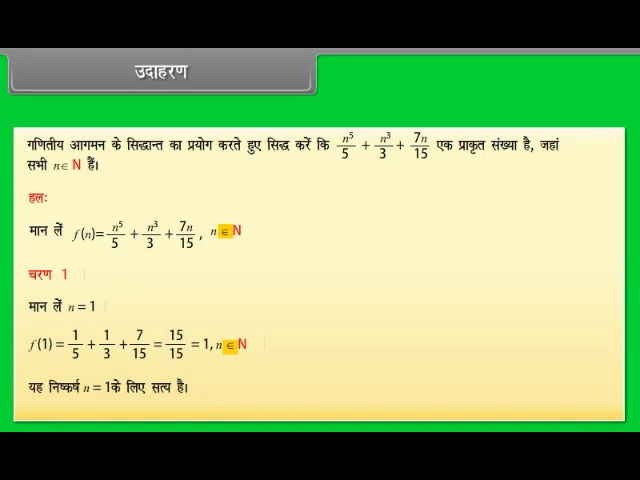 उदाहरण
गणितीय आगमन के सिद्धान्त का प्रयोग करते हुए सिद्ध करें कि n⁵/5 + n³/3 + 7n/15 एक प्राकृत संख्या है, जहां
सभी n ∈ N हैं।
हलः
मान लें f(n)= n⁵/5 + n³/3 + 7n/15 , n ∈ N
चरण 1
मान लें n = 1
f(1) = 1/5 + 1/3 + 7/15 = 15/15 = 1, n ∈ N
यह निष्कर्ष n = 1के लिए सत्य है।